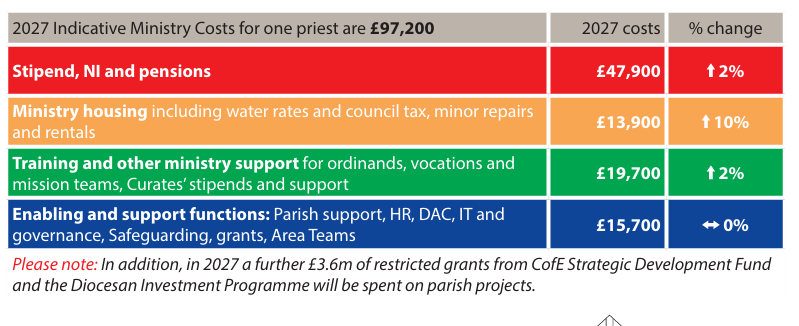 2027 Indicative Ministry Costs for one priest are £97,200 2027 costs % change
Stipend, NI and pensions £47,900 ⬆ 2%
Ministry housing including water rates and council tax, minor repairs
and rentals £13,900 ⬆ 10%
Training and other ministry support for ordinands, vocations and
mission teams, Curates' stipends and support £19,700 ⬆ 2%
Enabling and support functions: Parish support, HR, DAC, IT and
governance, Safeguarding, grants, Area Teams £15,700 ⬌ 0%
Please note: In addition, in 2027 a further £3.6m of restricted grants from CofE Strategic Development Fund
and the Diocesan Investment Programme will be spent on parish projects.